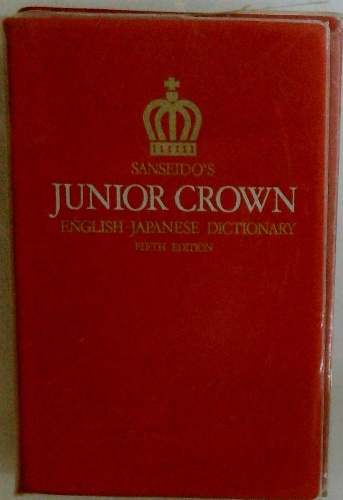 SANSEIDO'S
JUNIOR CROWN
ENGLISH-JAPANESE DICTIONARY
FIFTH EDITION